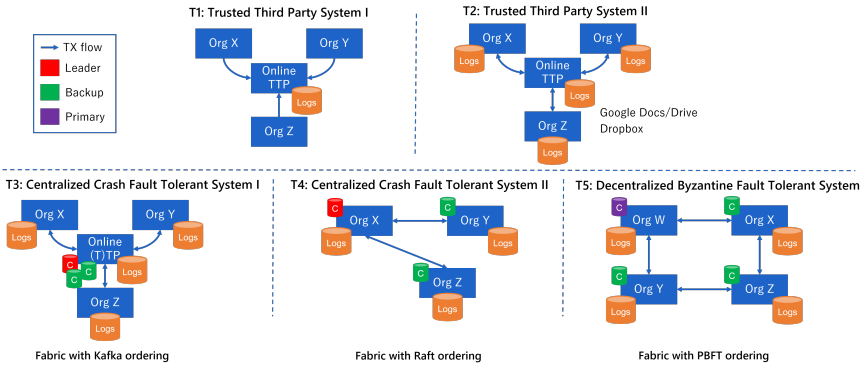 TX flow
Leader
Backup
Primary
T1: Trusted Third Party System I
Org X
Org Y
Online
TTP
Logs
Org Z
T2: Trusted Third Party System II
Org X
Logs
Org Y
Logs
Online
TTP
Logs
Org Z
Logs
Google Docs/Drive
Dropbox
T3: Centralized Crash Fault Tolerant System I
Org X
Logs
Org Y
Logs
Online
(T)TP
C
C
C
Logs
Org Z
Logs
Fabric with Kafka ordering
T4: Centralized Crash Fault Tolerant System II
C
Org X
Logs
C
Org Y
Logs
C
Org Z
Logs
Fabric with Raft ordering
T5: Decentralized Byzantine Fault Tolerant System
C
Org W
Logs
C
Org X
Logs
C
Org Y
Logs
C
Org Z
Logs
Fabric with PBFT ordering